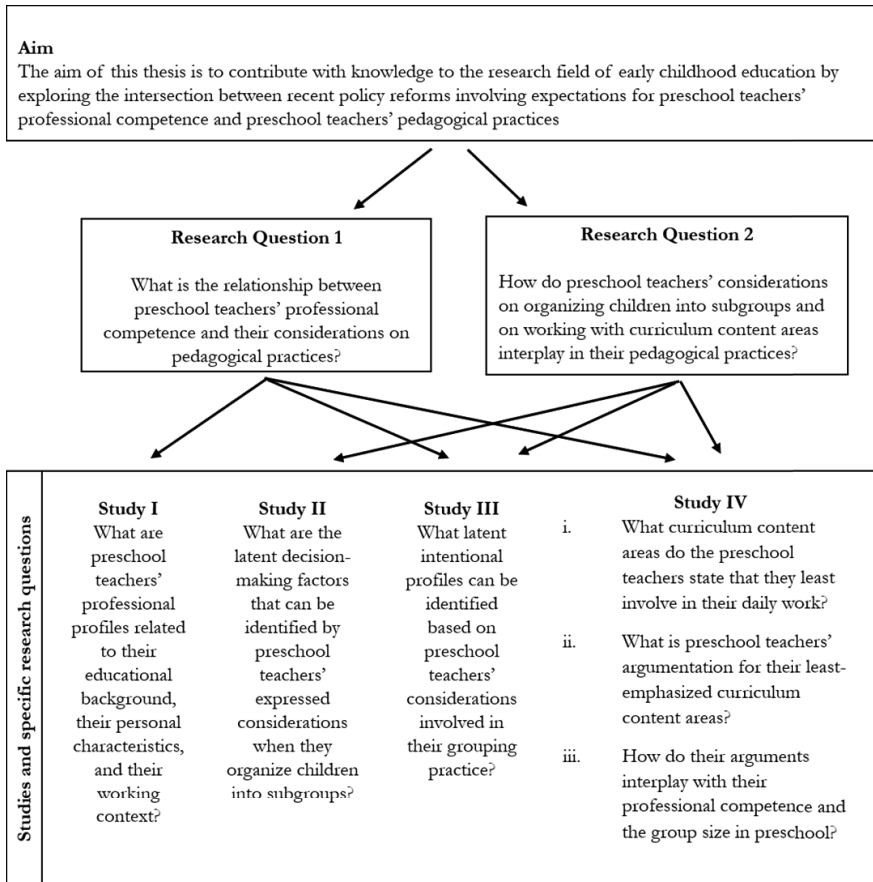 Aim
The aim of this thesis is to contribute with knowledge to the research field of early childhood education by
exploring the intersection between recent policy reforms involving expectations for preschool teachers'
professional competence and preschool teachers' pedagogical practices
Research Question 1
What is the relationship between
preschool teachers' professional
competence and their considerations on
pedagogical practices?
Research Question 2
How do preschool teachers' considerations
on organizing children into subgroups and
on working with curriculum content areas
interplay in their pedagogical practices?
Studies and specific research questions
Study I
What are
preschool
teachers'
professional
profiles related
to their
educational
background,
their personal
characteristics,
and their
working
context?
Study II
What are the
latent decision-
making factors
that can be
identified by
preschool
teachers'
expressed
considerations
when they
organize children
into subgroups?
Study III
What latent
intentional
profiles can be
identified
based on
preschool
teachers'
considerations
involved in
their grouping
practice?
Study IV
i. What curriculum content
areas do the preschool
teachers state that they least
involve in their daily work?
ii. What is preschool teachers'
argumentation for their least-
emphasized curriculum
content areas?
iii. How do their arguments
interplay with their
professional competence and
the group size in preschool?